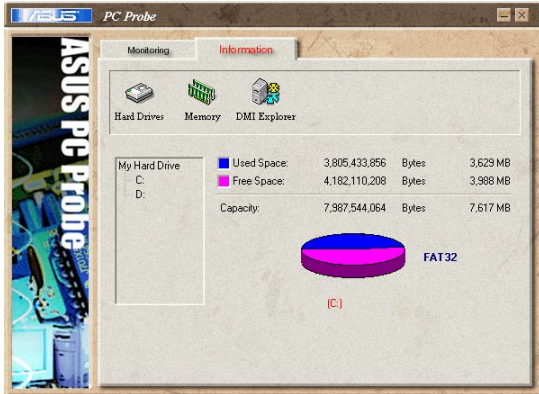 ASUS PC Probe
ASUS PC Probe
Monitoring Information
Hard Drives Memory DMI Explorer
My Hard Drive
C:
D:
Used Space: 3,805,433,856 Bytes 3,629 MB
Free Space: 4,182,110,208 Bytes 3,988 MB
Capacity: 7,987,544,064 Bytes 7,617 MB
FAT32
(C:)